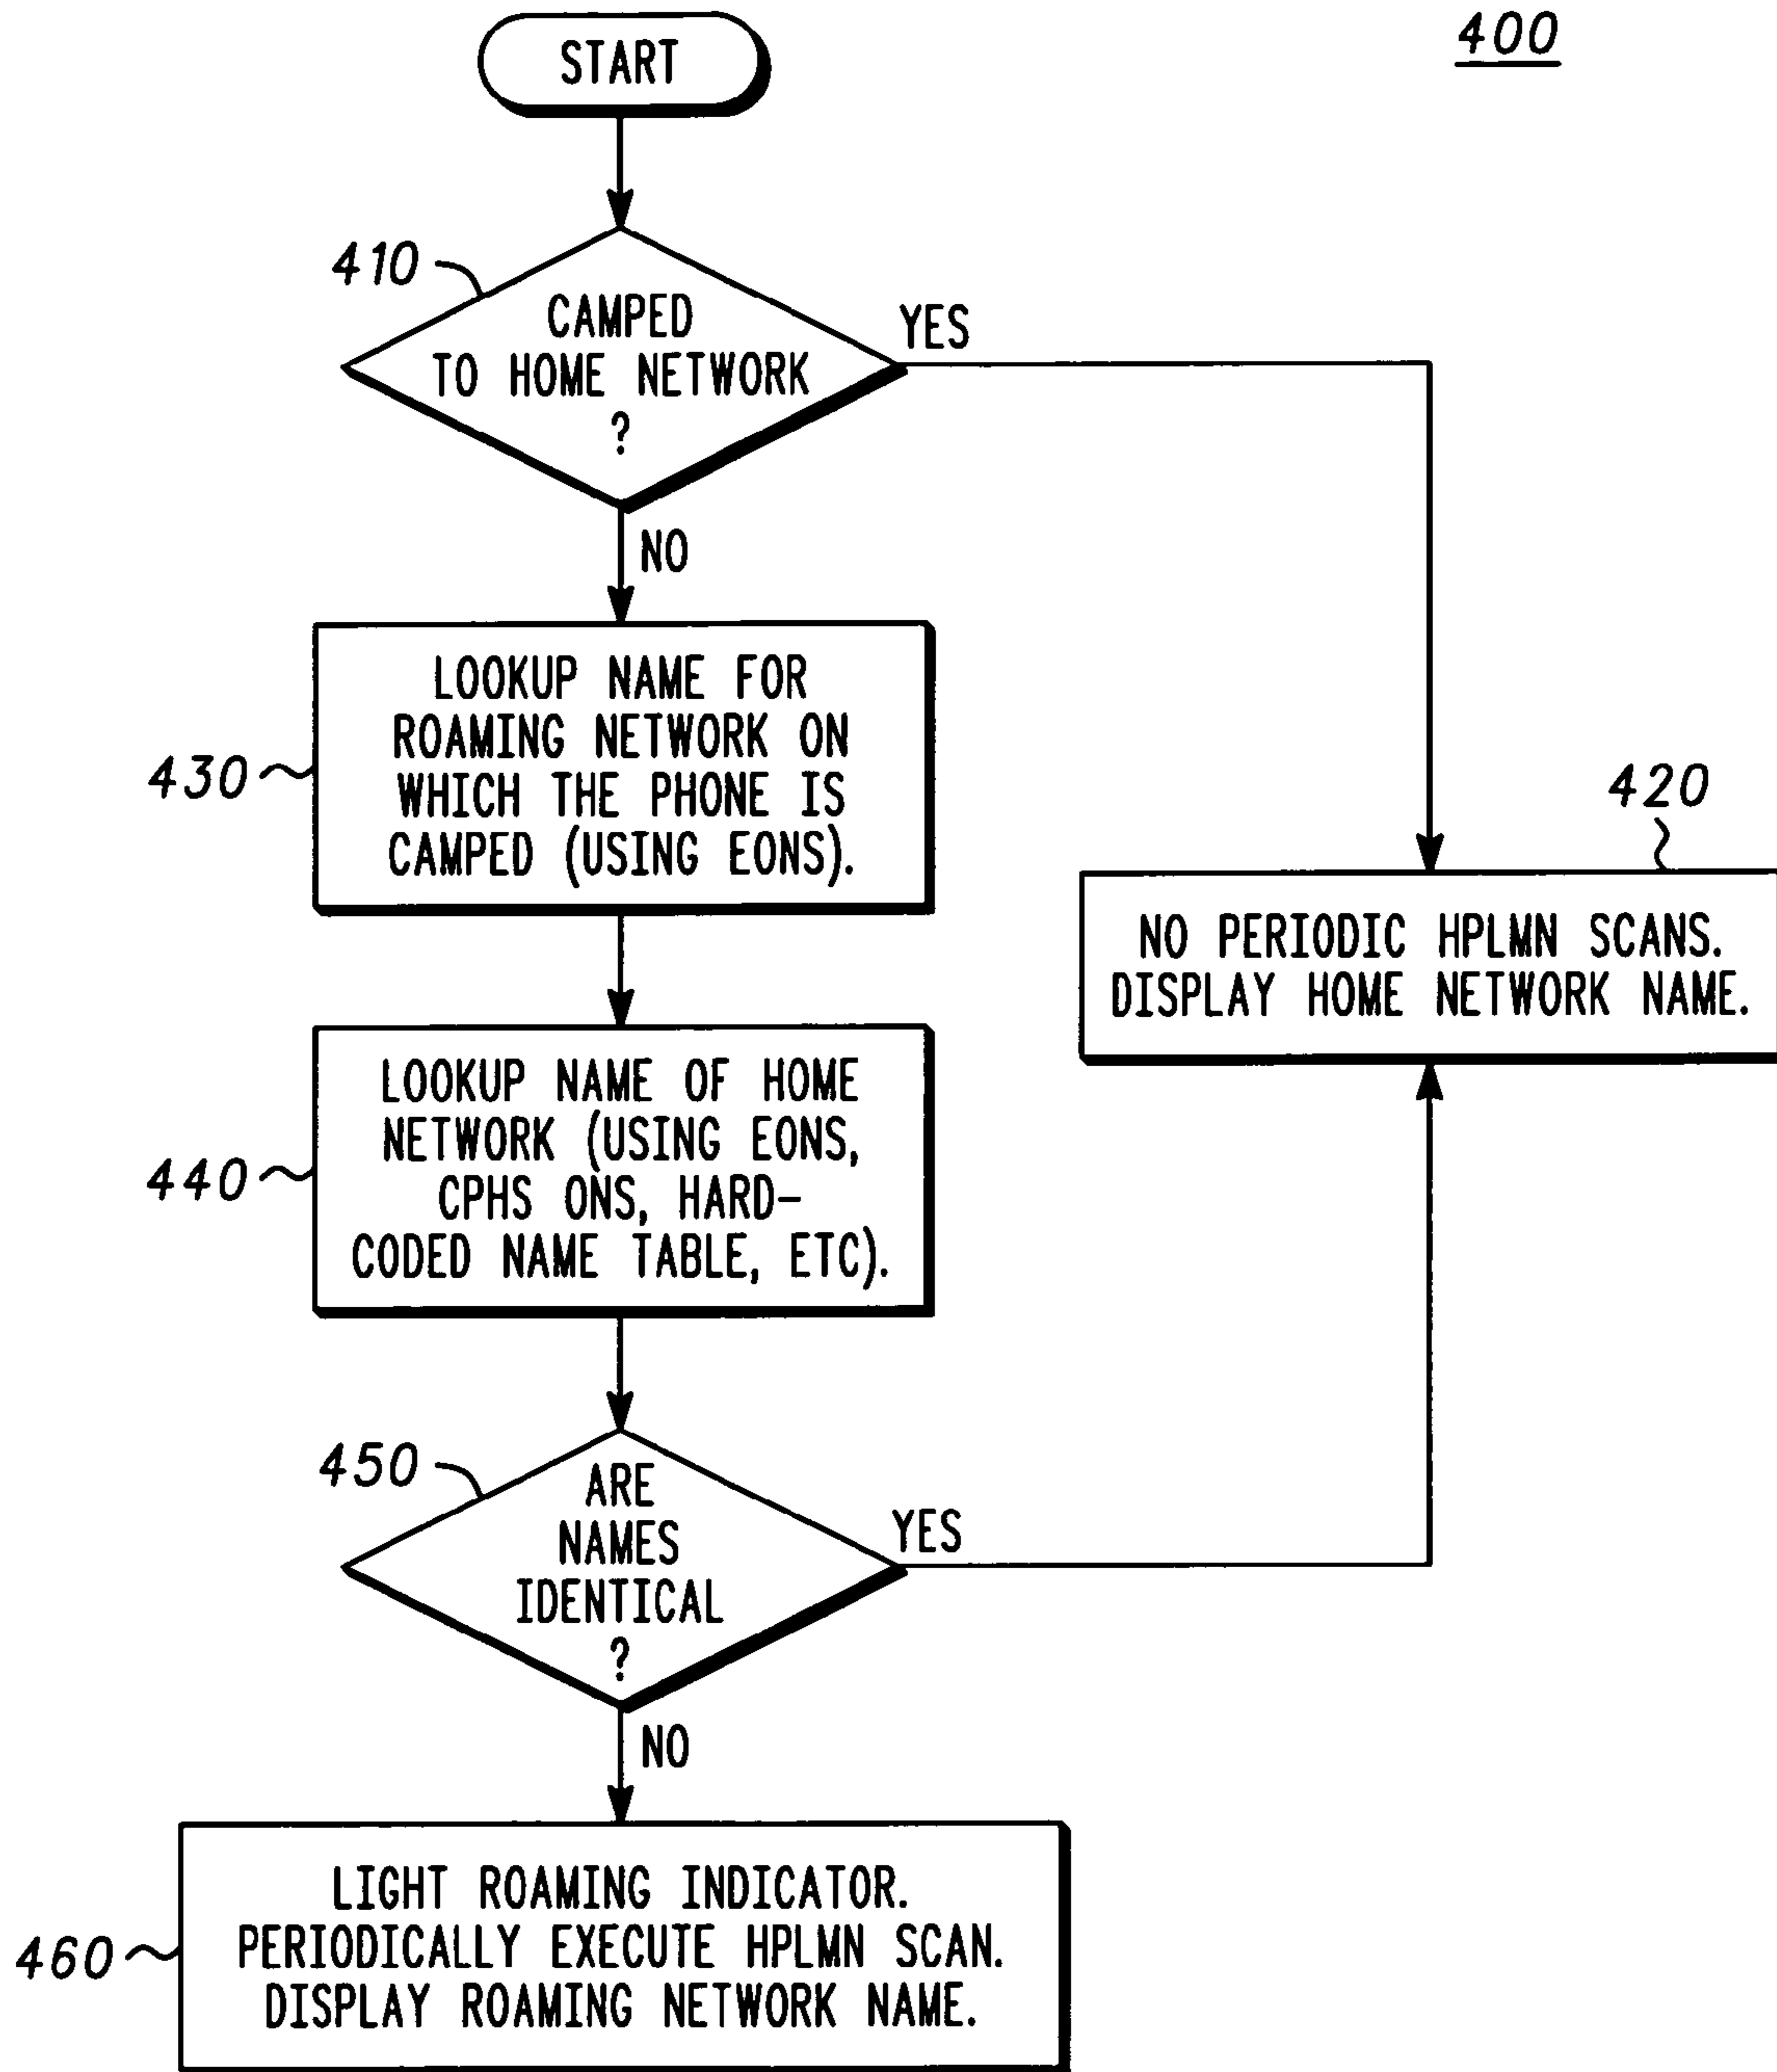 400
START
410
CAMPED
TO HOME NETWORK
?
YES
NO
LOOKUP NAME FOR
ROAMING NETWORK ON
WHICH THE PHONE IS
CAMPED (USING EONS).
430
420
NO PERIODIC HPLMN SCANS.
DISPLAY HOME NETWORK NAME.
LOOKUP NAME OF HOME
NETWORK (USING EONS,
CPHS ONS, HARD-
CODED NAME TABLE, ETC).
440
450
ARE
NAMES
IDENTICAL
?
YES
NO
LIGHT ROAMING INDICATOR.
PERIODICALLY EXECUTE HPLMN SCAN.
DISPLAY ROAMING NETWORK NAME.
460